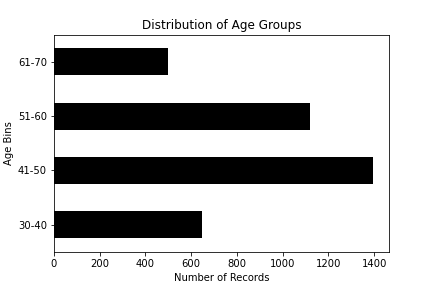 Distribution of Age Groups
Age Bins
61-70
51-60
41-50
30-40
0 200 400 600 800 1000 1200 1400
Number of Records